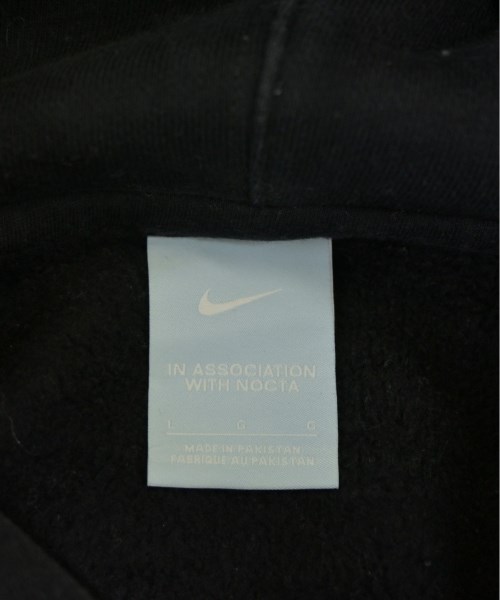 IN ASSOCIATION
WITH NOCTA
L G G
MADE IN PAKISTAN
FABRIQUE AU PAKISTAN